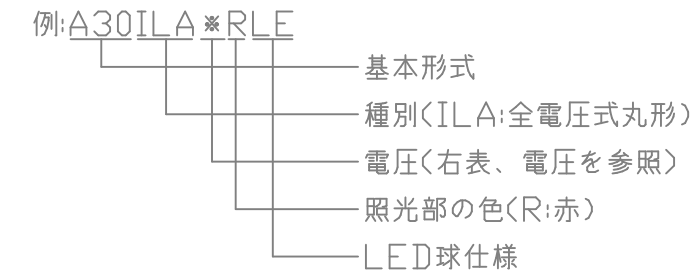 例:A30ILA※RLE
基本形式
種別(ILA:全電圧式丸形)
電圧(右表、電圧を参照)
照光部の色(R:赤)
LED球仕様